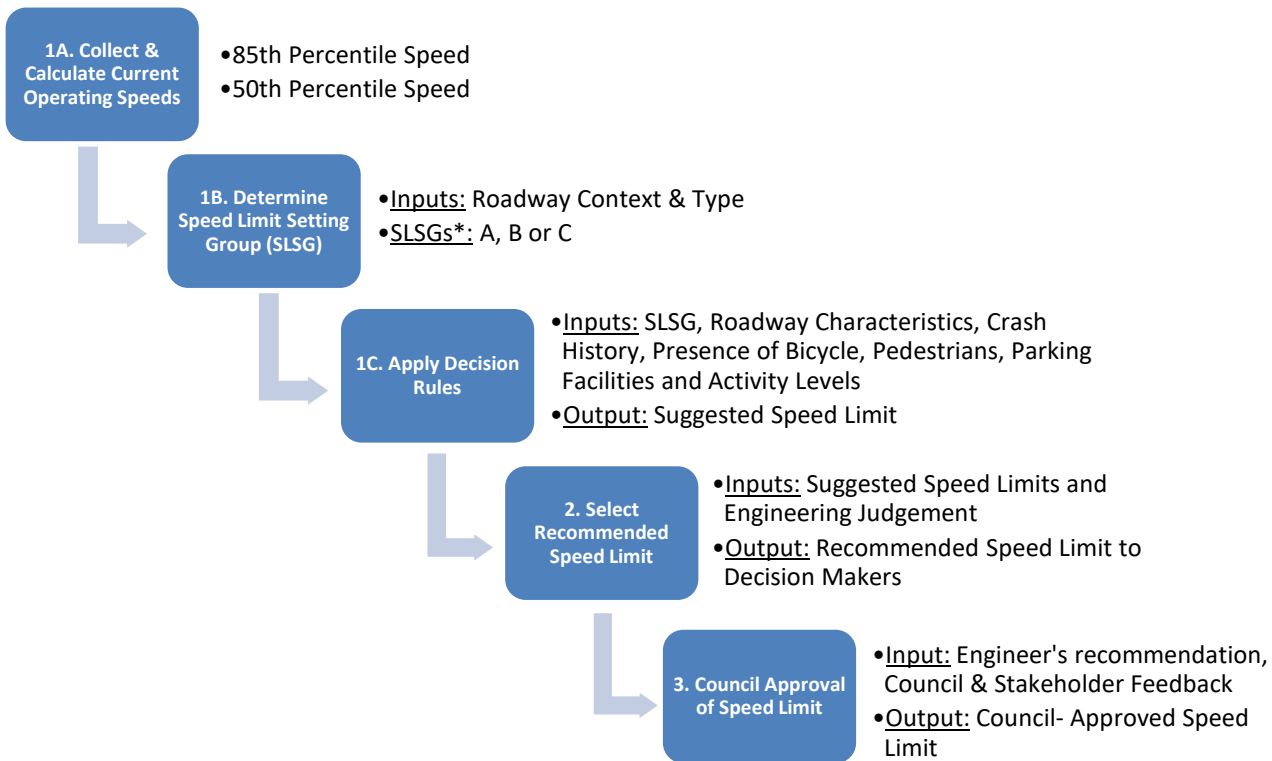 1A. Collect &
Calculate Current
Operating Speeds
•85th Percentile Speed
•50th Percentile Speed
1B. Determine
Speed Limit Setting
Group (SLSG)
•Inputs: Roadway Context & Type
•SLSGs*: A, B or C
1C. Apply Decision
Rules
•Inputs: SLSG, Roadway Characteristics, Crash
History, Presence of Bicycle, Pedestrians, Parking
Facilities and Activity Levels
•Output: Suggested Speed Limit
2. Select
Recommended
Speed Limit
•Inputs: Suggested Speed Limits and
Engineering Judgement
•Output: Recommended Speed Limit to
Decision Makers
3. Council Approval
of Speed Limit
•Input: Engineer's recommendation,
Council & Stakeholder Feedback
•Output: Council- Approved Speed
Limit